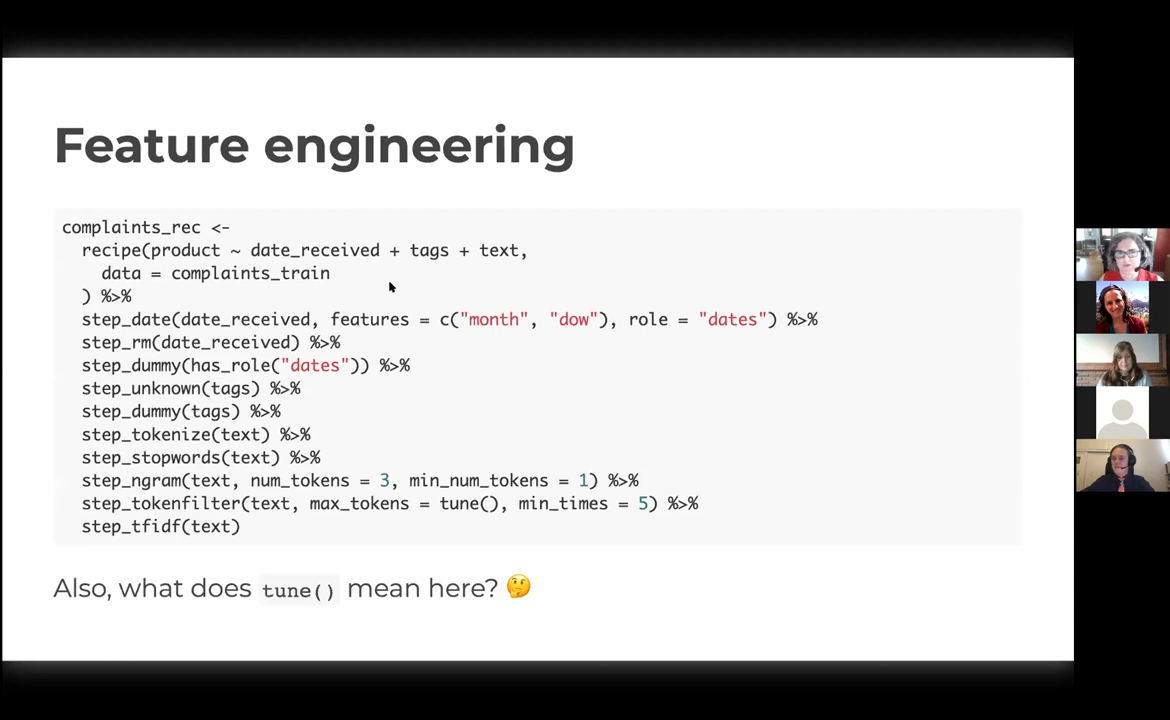 Feature engineering
complaints_rec <-
  recipe(product ~ date_received + tags + text,
    data = complaints_train
  ) %>%
  step_date(date_received, features = c("month", "dow"), role = "dates") %>%
  step_rm(date_received) %>%
  step_dummy(has_role("dates")) %>%
  step_unknown(tags) %>%
  step_dummy(tags) %>%
  step_tokenize(text) %>%
  step_stopwords(text) %>%
  step_ngram(text, num_tokens = 3, min_num_tokens = 1) %>%
  step_tokenfilter(text, max_tokens = tune(), min_times = 5) %>%
  step_tfidf(text)
Also, what does tune() mean here? 🤔